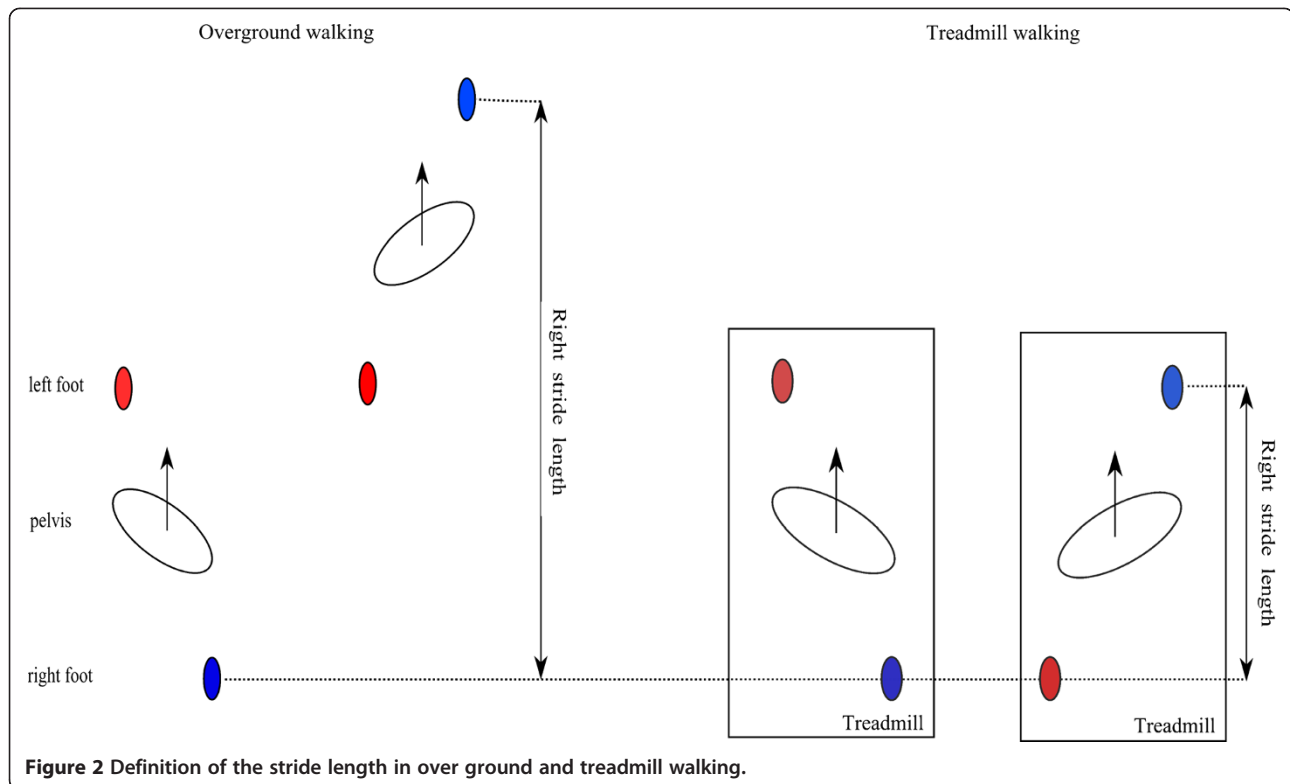 Overground walking
Treadmill walking
Right stride length
left foot
Right stride length
pelvis
right foot
Treadmill
Treadmill
Figure 2 Definition of the stride length in over ground and treadmill walking.